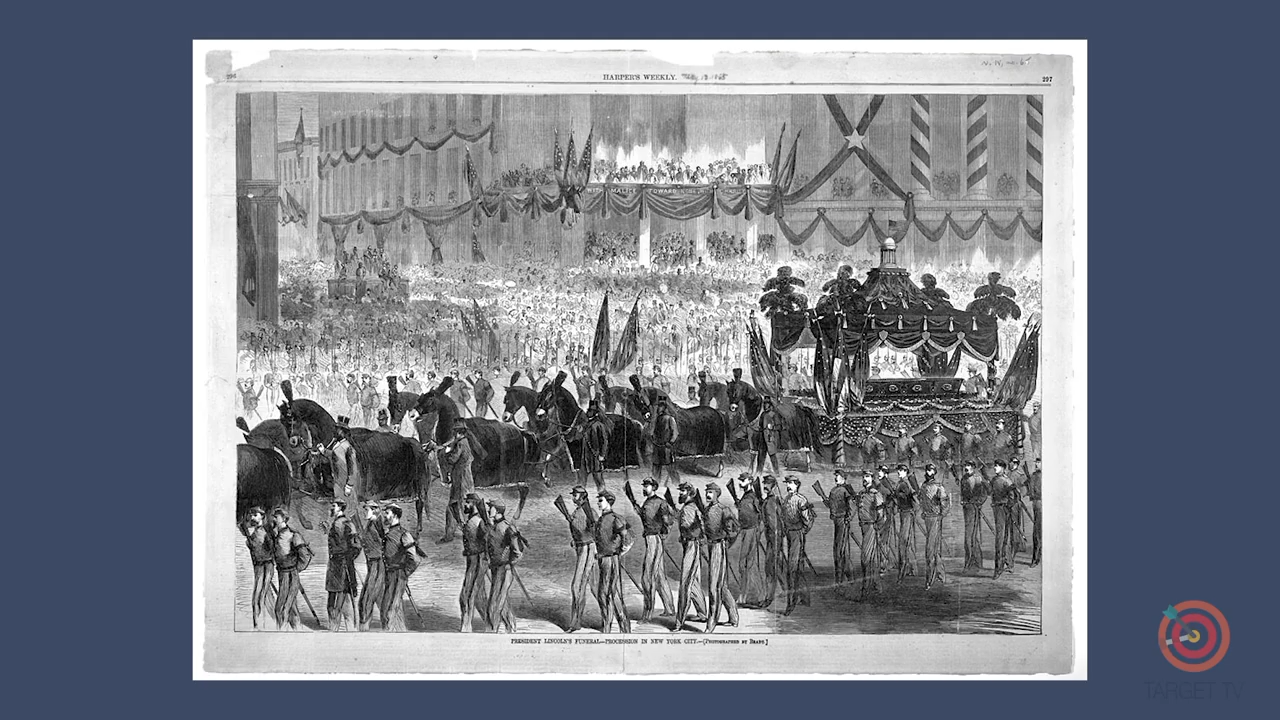 296
HARPER'S WEEKLY.
297
WITH MALICE TOWARD
PRESIDENT LINCOLN'S FUNERAL—PROCESSION IN NEW YORK CITY.—[PHOTOGRAPHED BY BRADY.]
TARGET TV